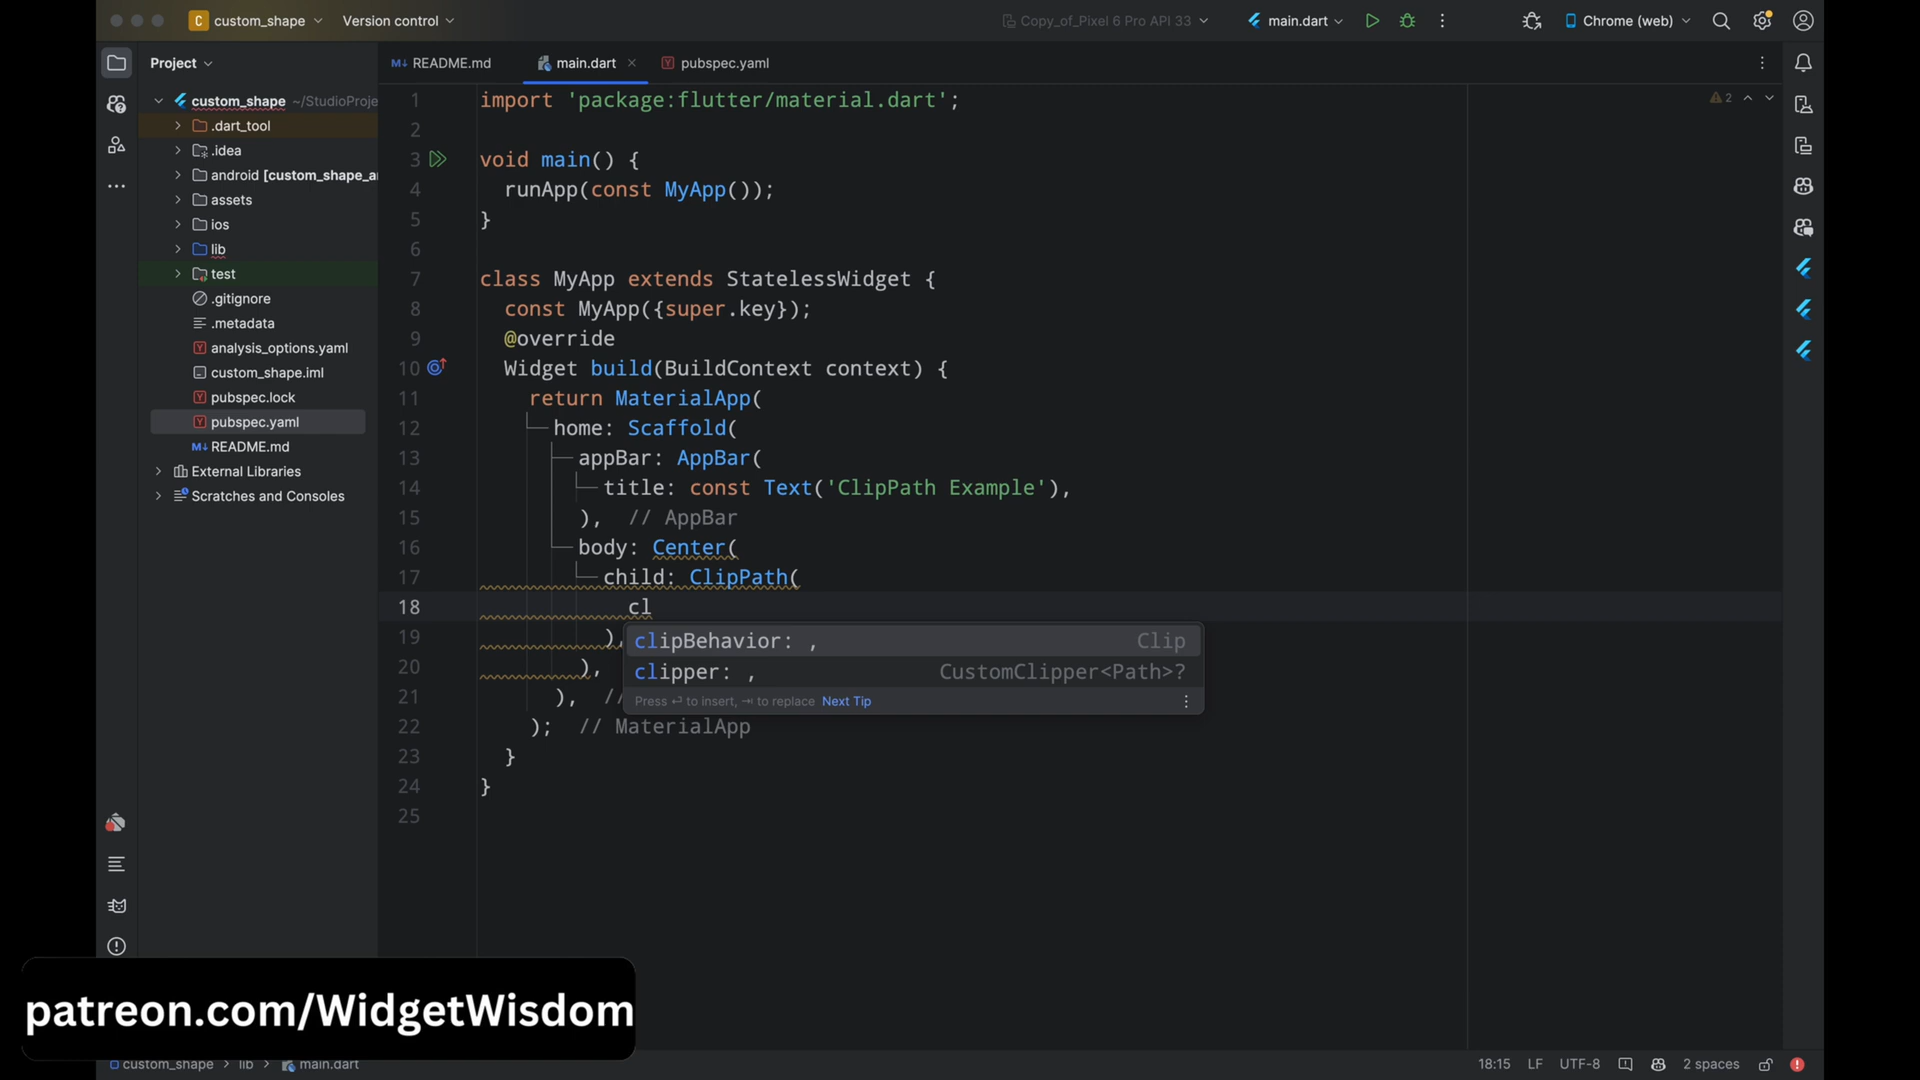 custom_shape
Version control
Copy_of_Pixel 6 Pro API 33
main.dart
Chrome (web)
Project
README.md
main.dart
pubspec.yaml
custom_shape ~/StudioProje
.dart_tool
.idea
android [custom_shape_a
assets
ios
lib
test
.gitignore
.metadata
analysis_options.yaml
custom_shape.iml
pubspec.lock
pubspec.yaml
README.md
External Libraries
Scratches and Consoles
1 import 'package:flutter/material.dart';
2
3 void main() {
4 runApp(const MyApp());
5 }
6
7 class MyApp extends StatelessWidget {
8 const MyApp({super.key});
9 @override
10 Widget build(BuildContext context) {
11 return MaterialApp(
12 home: Scaffold(
13 appBar: AppBar(
14 title: const Text('ClipPath Example'),
15 ), // AppBar
16 body: Center(
17 child: ClipPath(
18 cl
19 ),
20 ),
21 ), //
22 ); // MaterialApp
23 }
24 }
25
clipBehavior: , Clip
clipper: , CustomClipper<Path>?
Press ⏎ to insert, ⇥ to replace Next Tip
2
patreon.com/WidgetWisdom
custom_shape > lib > main.dart
18:15 LF UTF-8 2 spaces